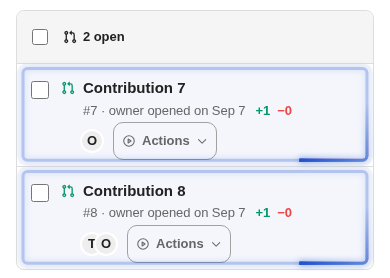 2 open
Contribution 7
#7 · owner opened on Sep 7 +1 −0
O Actions
Contribution 8
#8 · owner opened on Sep 7 +1 −0
T O Actions